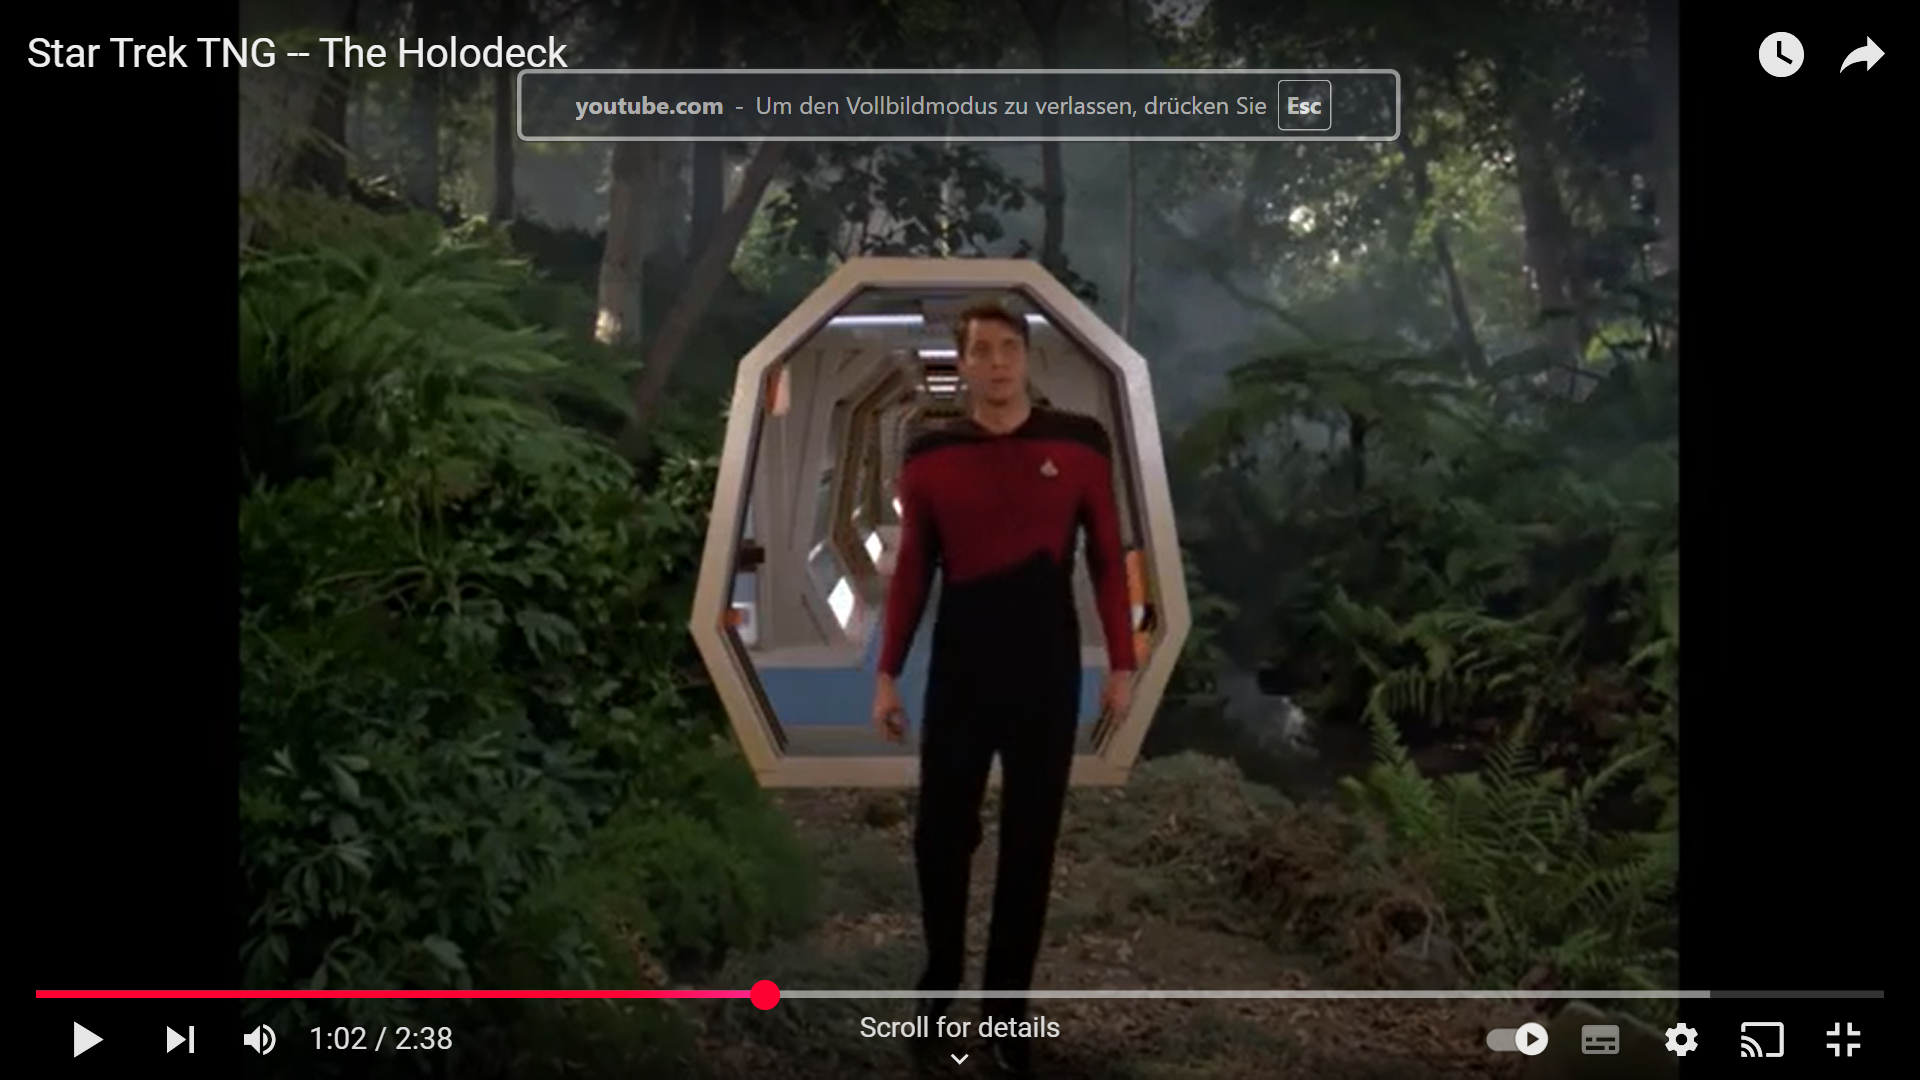 Star Trek TNG -- The Holodeck
youtube.com - Um den Vollbildmodus zu verlassen, drücken Sie Esc
1:02 / 2:38
Scroll for details